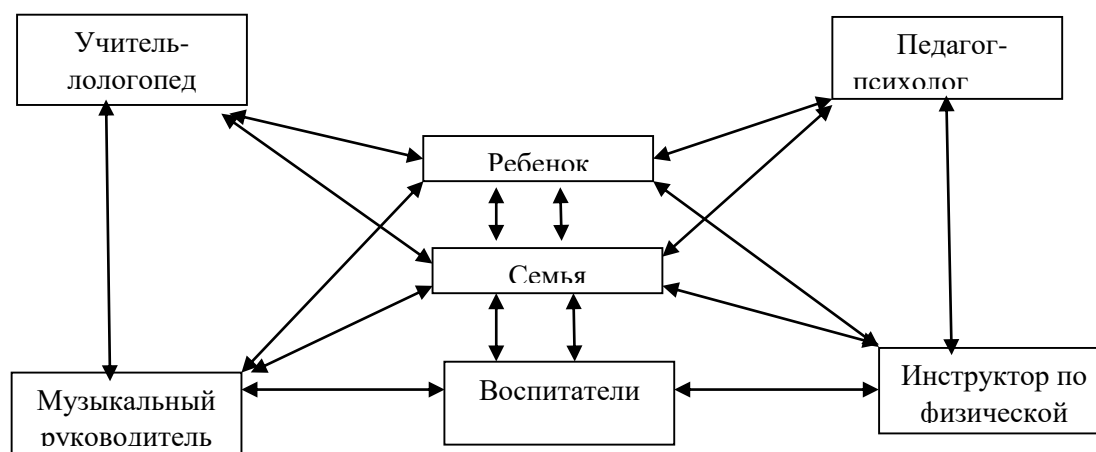 Учитель-
лологопед
Педагог-
психолог
Ребенок
Семья
Воспитатели
Музыкальный
руководитель
Инструктор по
физической